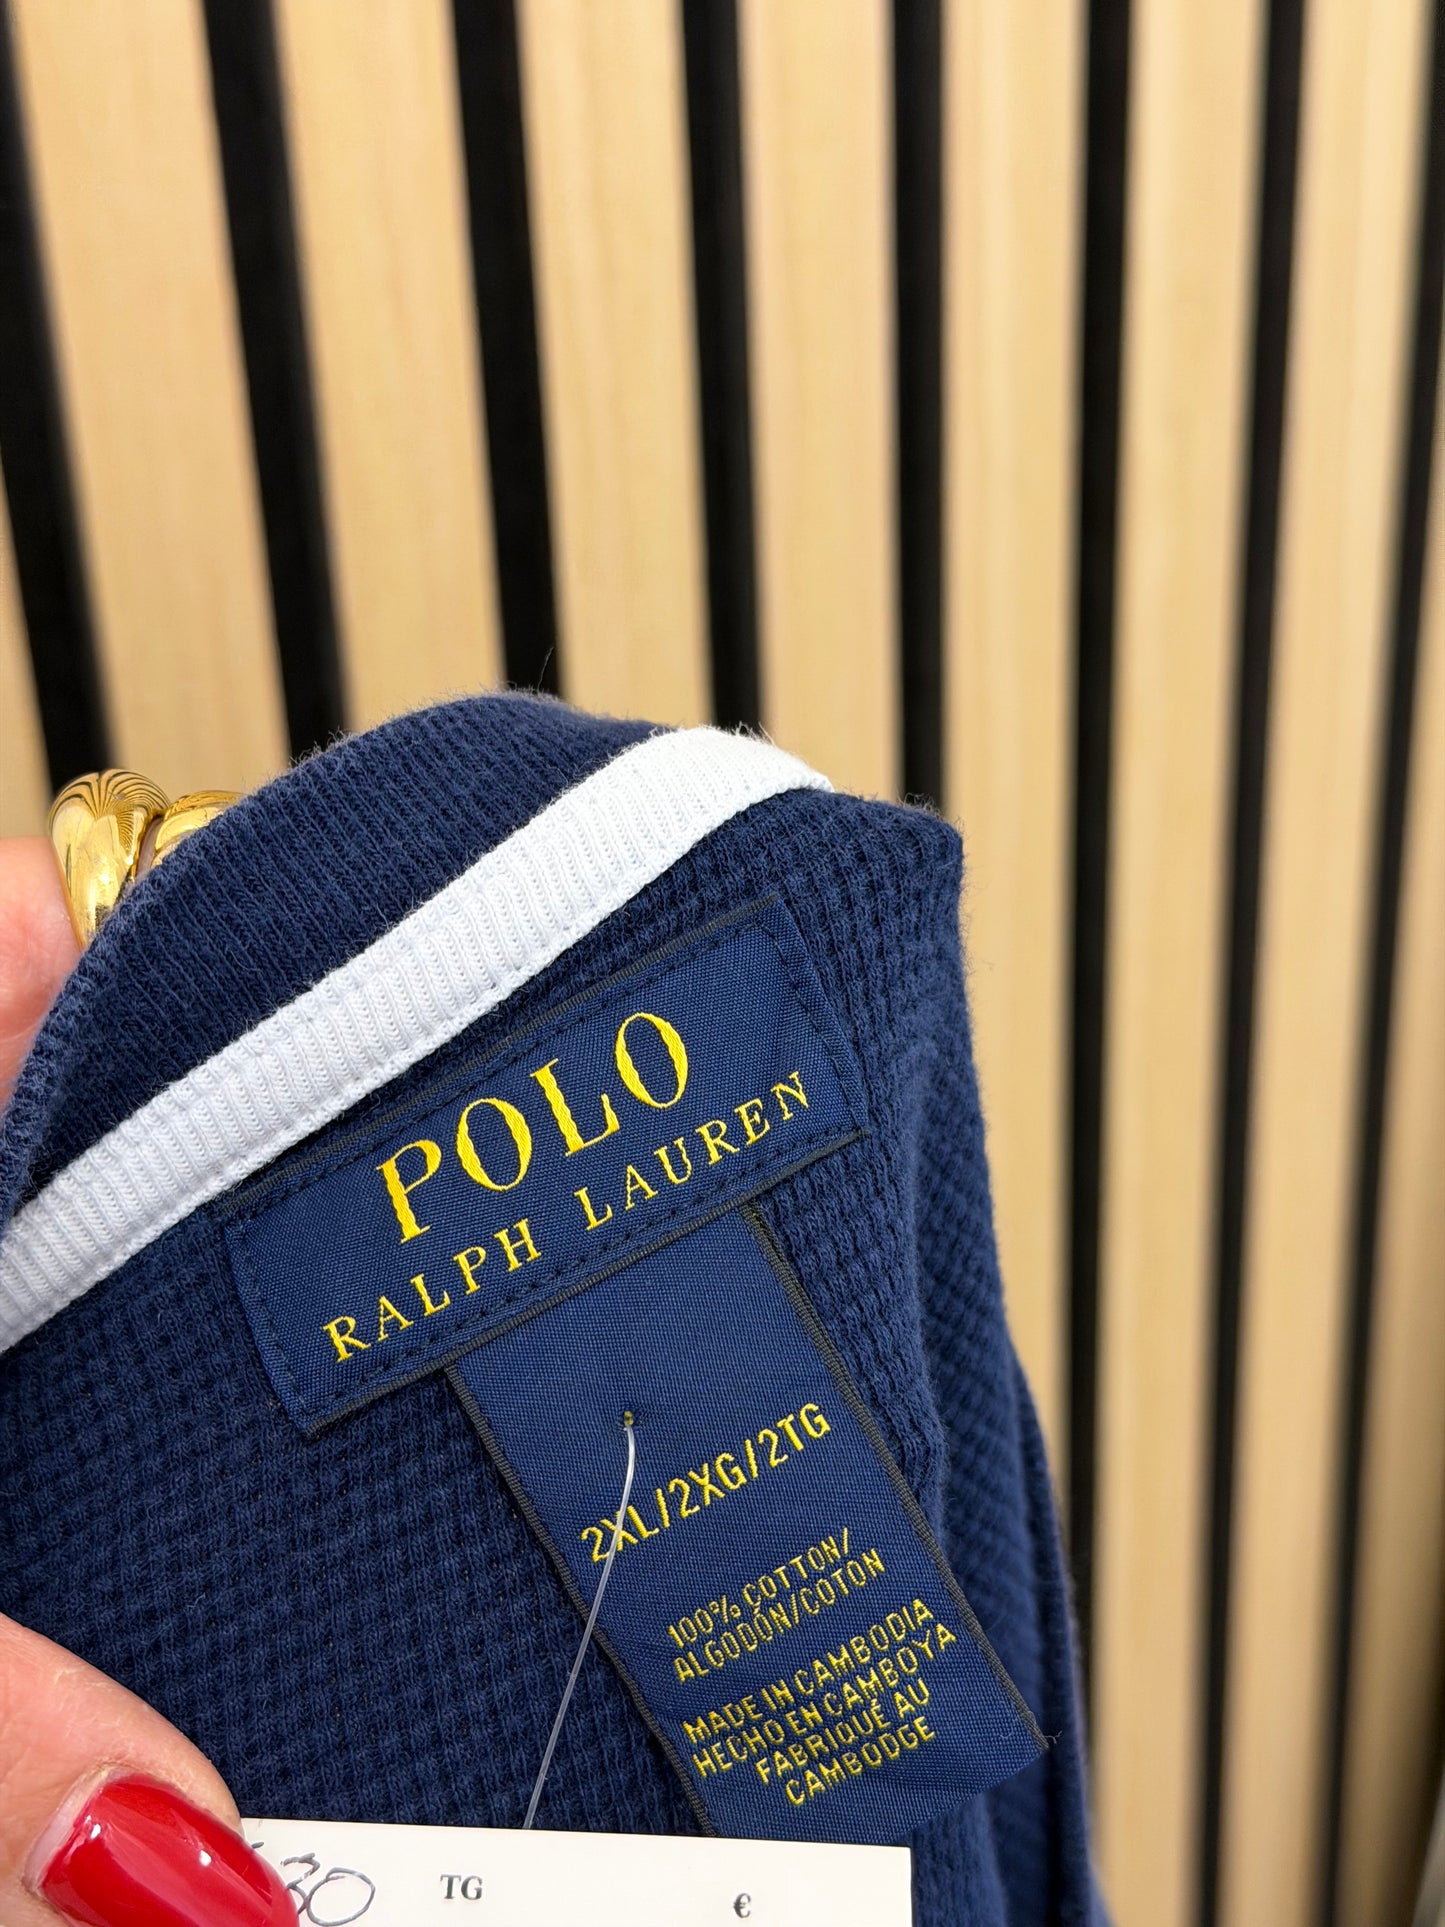 POLO
RALPH LAUREN
2XL/2XG/2TG
100% COTTON/
ALGODÓN/COTON
MADE IN CAMBODIA
HECHO EN CAMBOYA
FABRIQUÉ AU
CAMBODGE
30 TG €